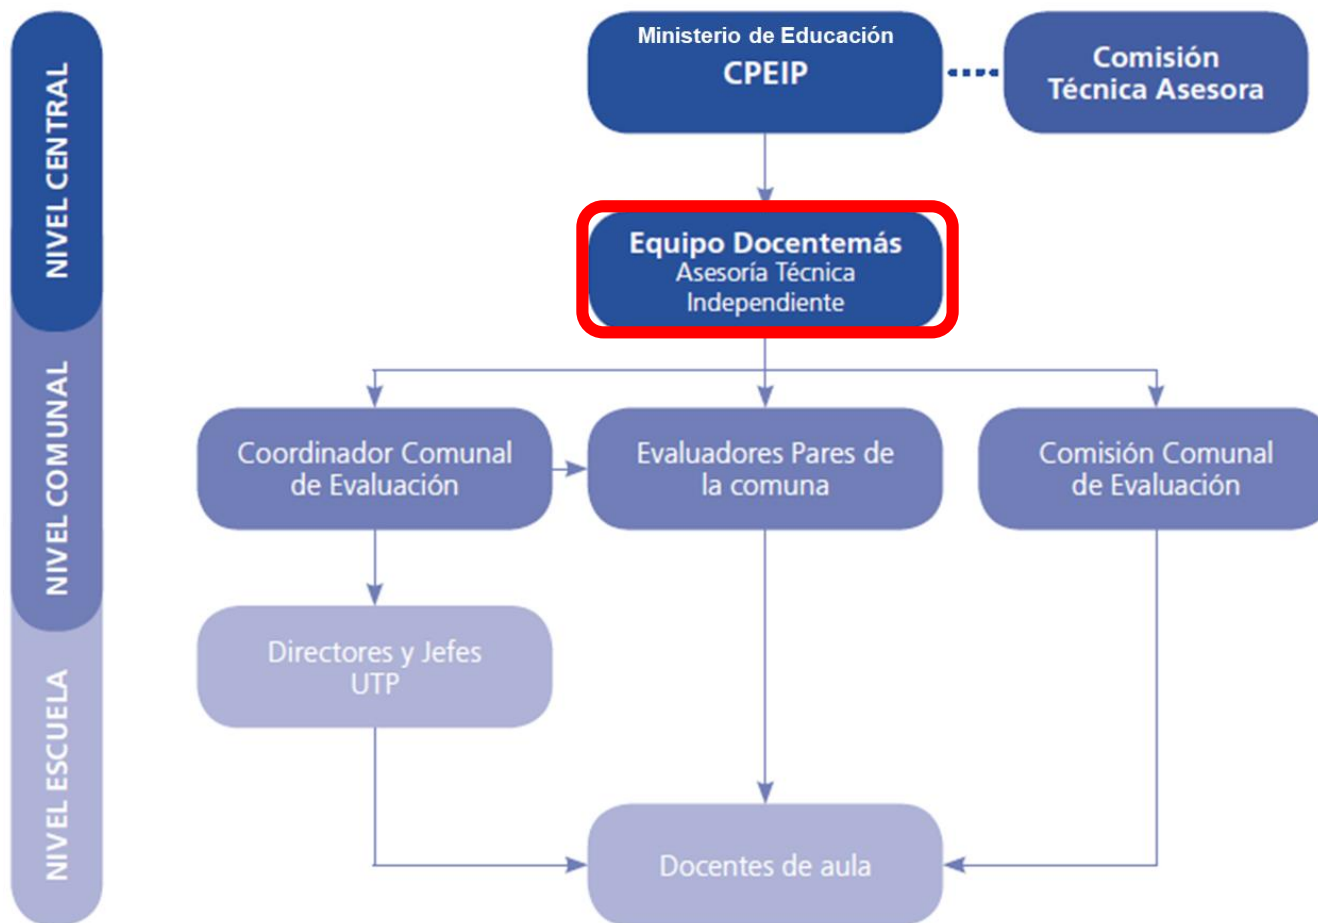 NIVEL CENTRAL
Ministerio de Educación
CPEIP
Comisión
Técnica Asesora
Equipo Docentemás
Asesoría Técnica
Independiente
NIVEL COMUNAL
Coordinador Comunal
de Evaluación
Evaluadores Pares de
la comuna
Comisión Comunal
de Evaluación
NIVEL ESCUELA
Directores y Jefes
UTP
Docentes de aula